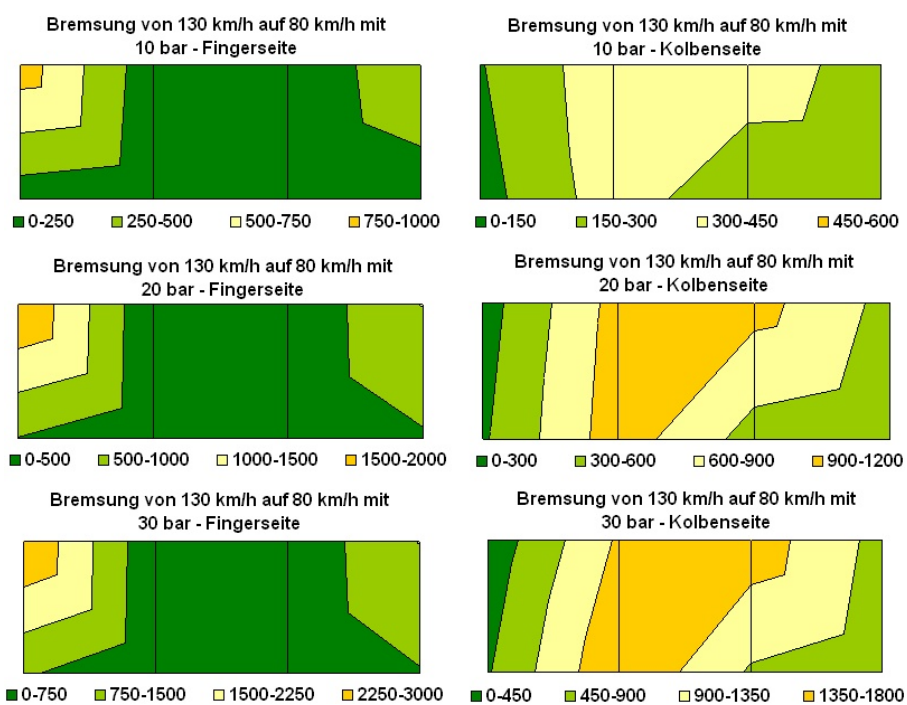 Bremsung von 130 km/h auf 80 km/h mit
10 bar - Fingerseite
0-250 250-500 500-750 750-1000
Bremsung von 130 km/h auf 80 km/h mit
10 bar - Kolbenseite
0-150 150-300 300-450 450-600
Bremsung von 130 km/h auf 80 km/h mit
20 bar - Fingerseite
0-500 500-1000 1000-1500 1500-2000
Bremsung von 130 km/h auf 80 km/h mit
20 bar - Kolbenseite
0-300 300-600 600-900 900-1200
Bremsung von 130 km/h auf 80 km/h mit
30 bar - Fingerseite
0-750 750-1500 1500-2250 2250-3000
Bremsung von 130 km/h auf 80 km/h mit
30 bar - Kolbenseite
0-450 450-900 900-1350 1350-1800